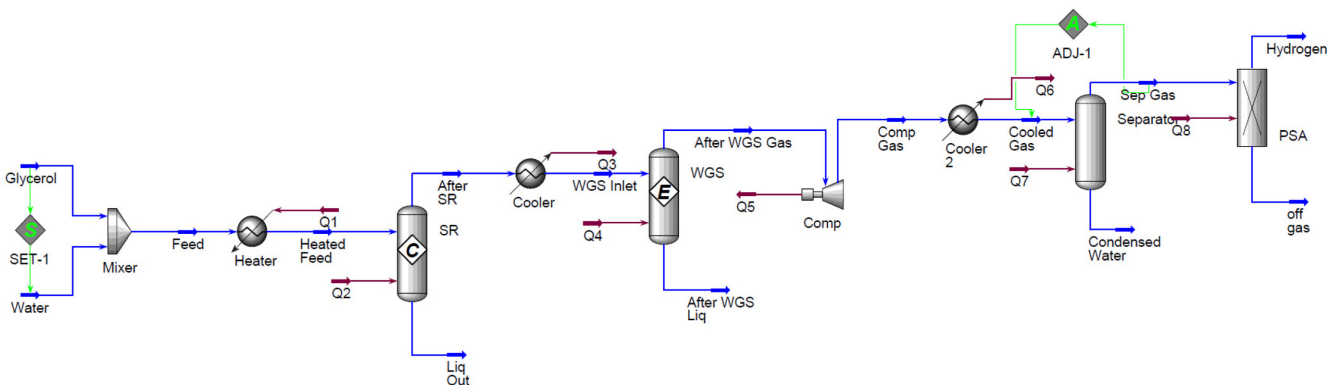 Glycerol
S
SET-1
Water
Mixer
Feed
Q1
Heater
Heated
Feed
Q2
After
SR
SR
C
Liq
Out
Q3
Cooler
WGS Inlet
Q4
After WGS Gas
WGS
E
After WGS
Liq
Q5
Comp
Comp
Gas
Cooler
2
Q6
A
ADJ-1
Cooled
Gas
Q7
Sep Gas
Separator
Condensed
Water
Q8
Hydrogen
PSA
off
gas